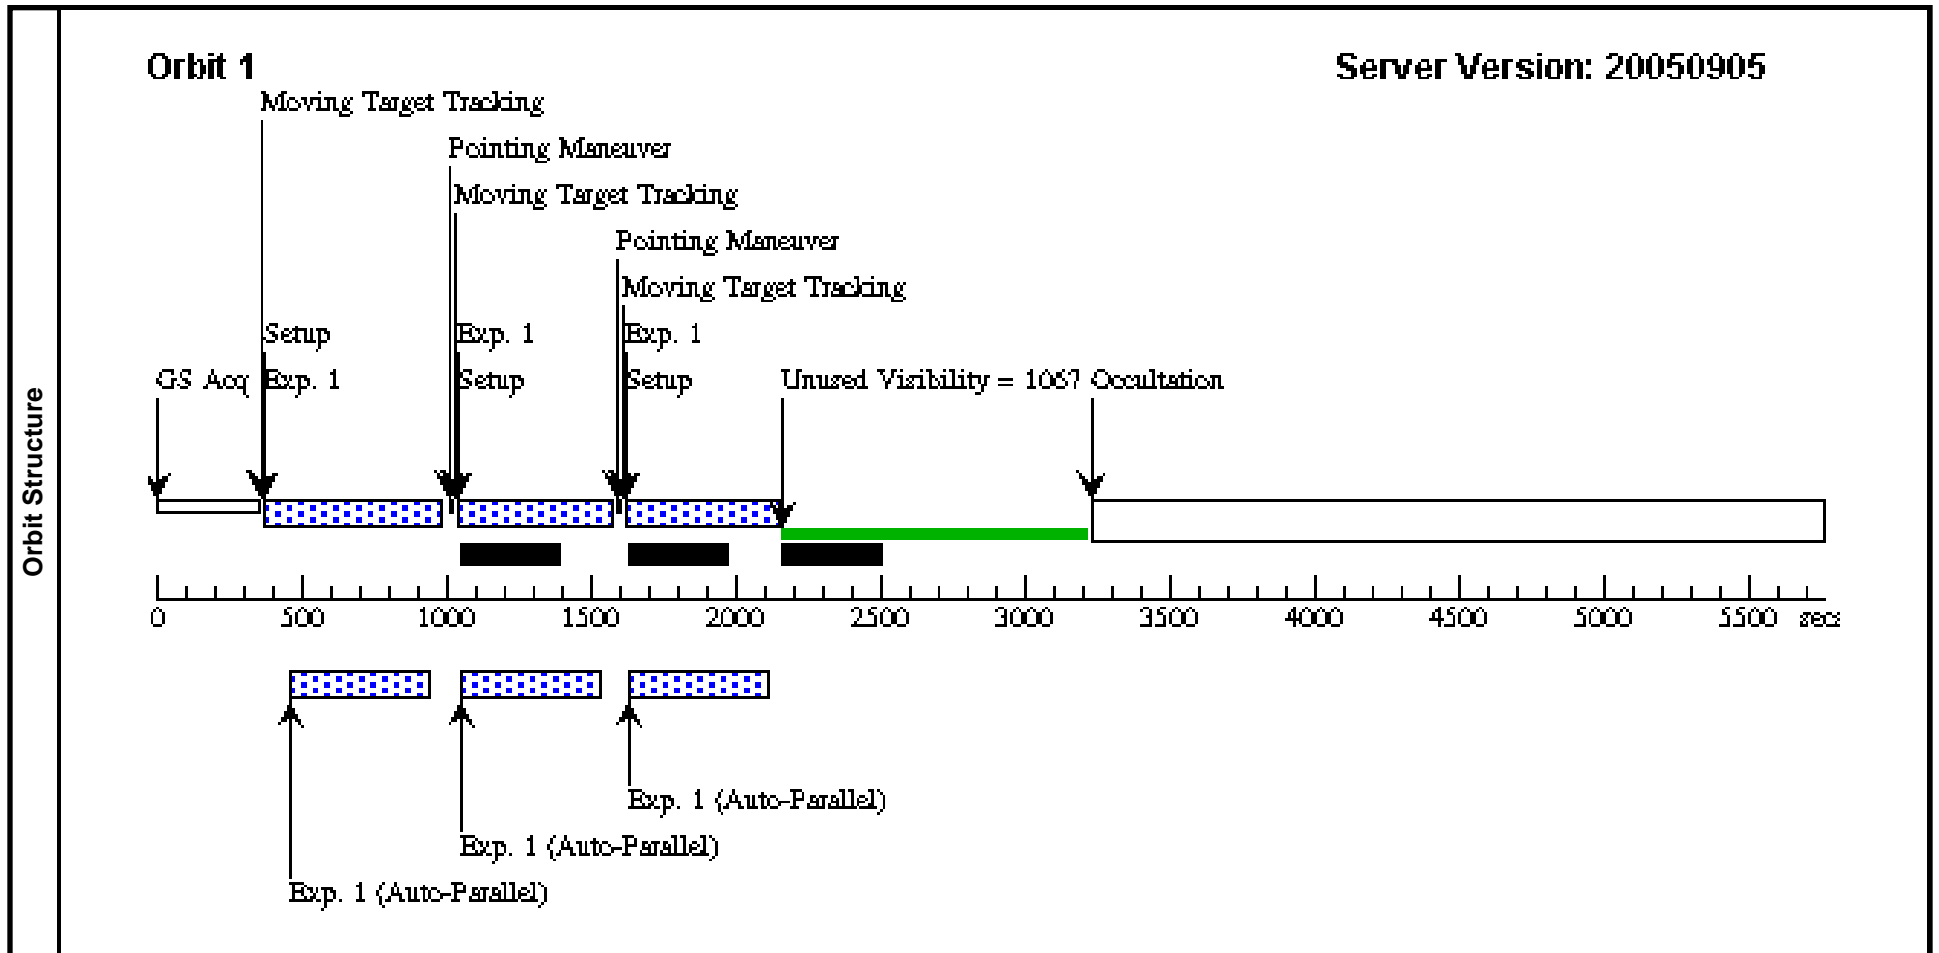 Orbit 1
Server Version: 20050905
Moving Target Tracking
Pointing Maneuver
Moving Target Tracking
Pointing Maneuver
Moving Target Tracking
Setup Exp. 1 Exp. 1
GS Acq Exp. 1 Setup Setup Unused Visibility = 1067 Occultation
Orbit Structure
0 500 1000 1500 2000 2500 3000 3500 4000 4500 5000 5500 secs
Exp. 1 (Auto-Parallel)
Exp. 1 (Auto-Parallel)
Exp. 1 (Auto-Parallel)